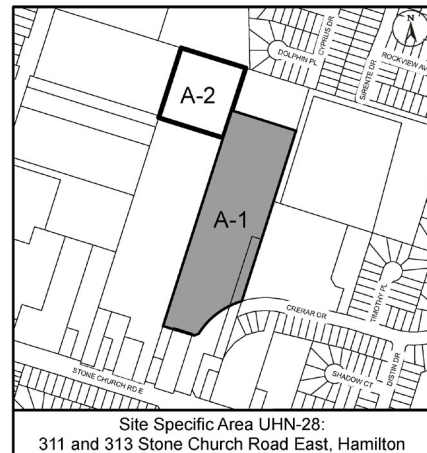 N
DOLPHIN PL
CYPRUS DR
SIRENTE DR
ROCKVIEW AV
A-2
A-1
CRERAR DR
TIMOTHY PL
DISTIN DR
SHADOW CT
STONE CHURCH RD E
Site Specific Area UHN-28:
311 and 313 Stone Church Road East, Hamilton